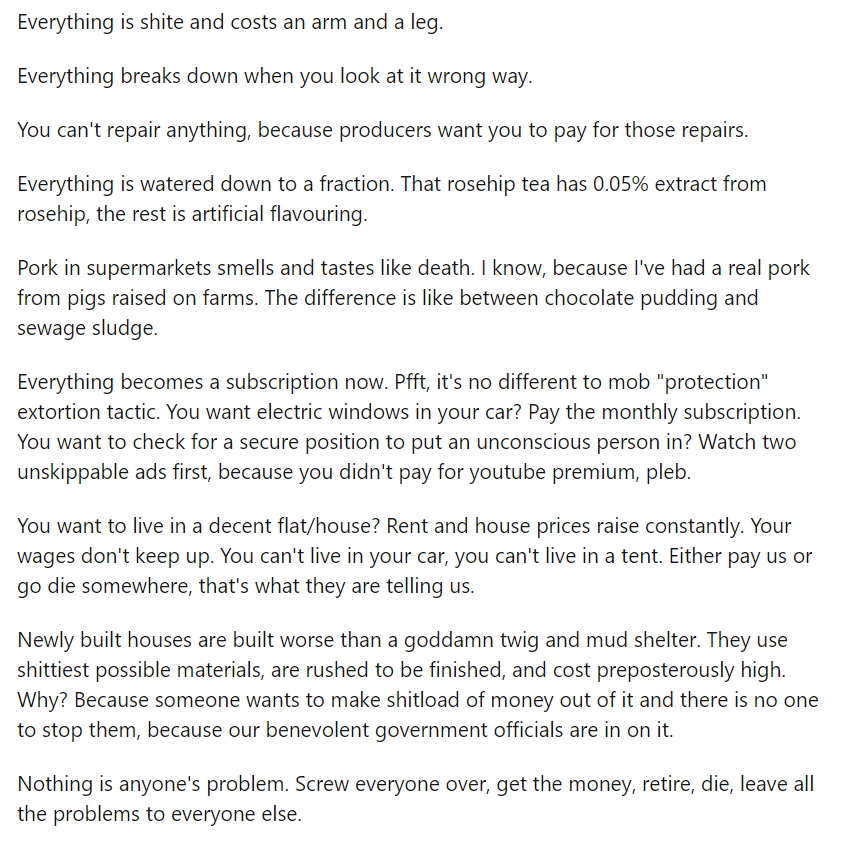 Everything is shite and costs an arm and a leg.
Everything breaks down when you look at it wrong way.
You can't repair anything, because producers want you to pay for those repairs.
Everything is watered down to a fraction. That rosehip tea has 0.05% extract from
rosehip, the rest is artificial flavouring.
Pork in supermarkets smells and tastes like death. I know, because I've had a real pork
from pigs raised on farms. The difference is like between chocolate pudding and
sewage sludge.
Everything becomes a subscription now. Pfft, it's no different to mob "protection"
extortion tactic. You want electric windows in your car? Pay the monthly subscription.
You want to check for a secure position to put an unconscious person in? Watch two
unskippable ads first, because you didn't pay for youtube premium, pleb.
You want to live in a decent flat/house? Rent and house prices raise constantly. Your
wages don't keep up. You can't live in your car, you can't live in a tent. Either pay us or
go die somewhere, that's what they are telling us.
Newly built houses are built worse than a goddamn twig and mud shelter. They use
shittiest possible materials, are rushed to be finished, and cost preposterously high.
Why? Because someone wants to make shitload of money out of it and there is no one
to stop them, because our benevolent government officials are in on it.
Nothing is anyone's problem. Screw everyone over, get the money, retire, die, leave all
the problems to everyone else.